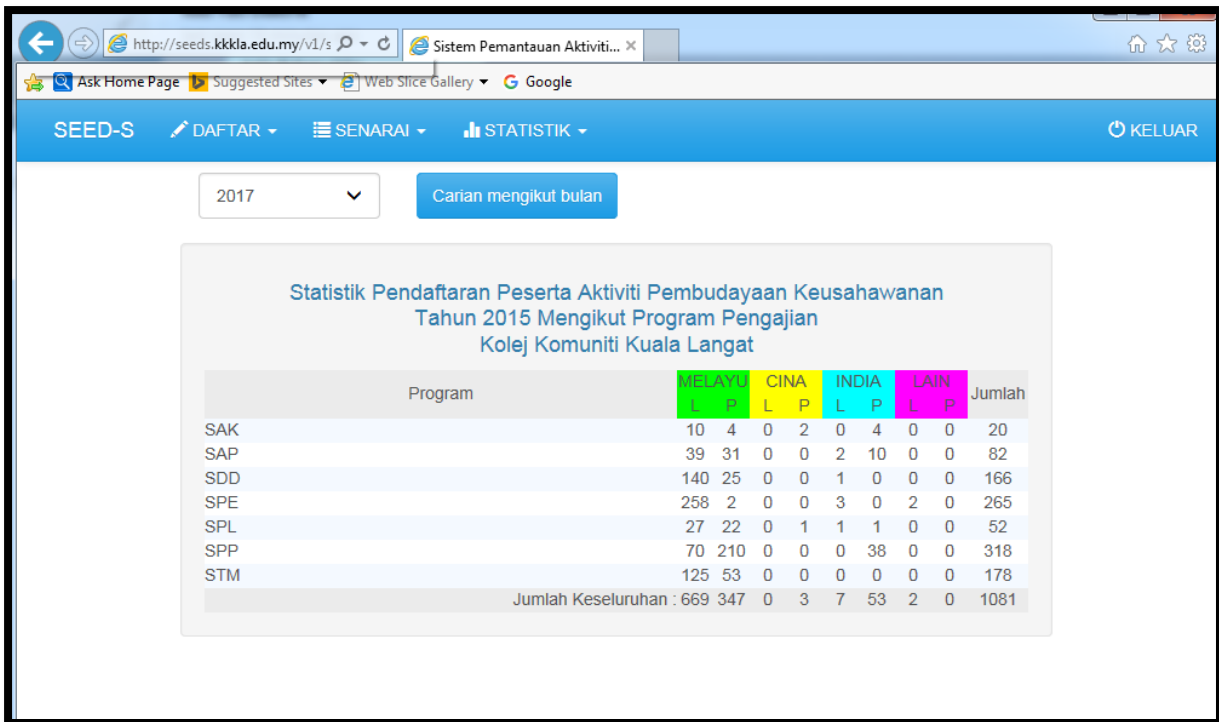 http://seeds.kkkla.edu.my/v1/s
Sistem Pemantauan Aktiviti...
Ask Home Page Suggested Sites Web Slice Gallery Google
SEED-S DAFTAR SENARAI STATISTIK KELUAR
2017 Carian mengikut bulan
Statistik Pendaftaran Peserta Aktiviti Pembudayaan Keusahawanan
Tahun 2015 Mengikut Program Pengajian
Kolej Komuniti Kuala Langat
Program MELAYU CINA INDIA LAIN Jumlah
L P L P L P L P
SAK 10 4 0 2 0 4 0 0 20
SAP 39 31 0 0 2 10 0 0 82
SDD 140 25 0 0 1 0 0 0 166
SPE 258 2 0 0 3 0 2 0 265
SPL 27 22 0 1 1 1 0 0 52
SPP 70 210 0 0 0 38 0 0 318
STM 125 53 0 0 0 0 0 0 178
Jumlah Keseluruhan : 669 347 0 3 7 53 2 0 1081